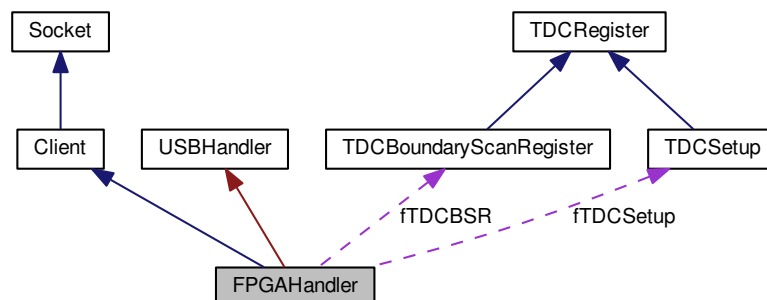 Socket
TDCRegister
Client
USBHandler
TDCBoundaryScanRegister
TDCSetup
fTDCBSR
fTDCSetup
FPGAHandler